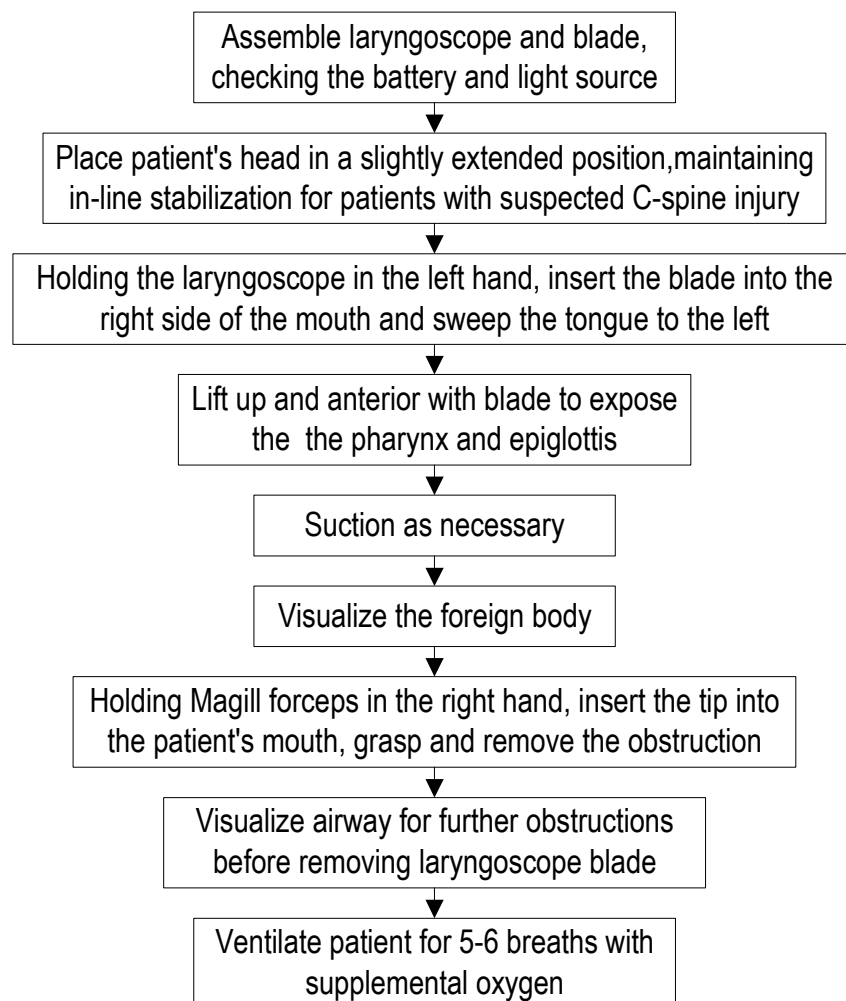 Assemble laryngoscope and blade,
checking the battery and light source
Place patient's head in a slightly extended position,maintaining
in-line stabilization for patients with suspected C-spine injury
Holding the laryngoscope in the left hand, insert the blade into the
right side of the mouth and sweep the tongue to the left
Lift up and anterior with blade to expose
the the pharynx and epiglottis
Suction as necessary
Visualize the foreign body
Holding Magill forceps in the right hand, insert the tip into
the patient's mouth, grasp and remove the obstruction
Visualize airway for further obstructions
before removing laryngoscope blade
Ventilate patient for 5-6 breaths with
supplemental oxygen